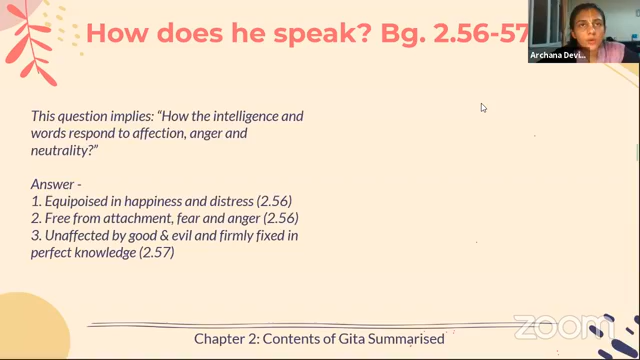 How does he speak? Bg. 2.56-57
Archana Devi...
This question implies: “How the intelligence and
words respond to affection, anger and
neutrality?”
Answer -
1. Equipoised in happiness and distress (2.56)
2. Free from attachment, fear and anger (2.56)
3. Unaffected by good & evil and firmly fixed in
perfect knowledge (2.57)
zoom
Chapter 2: Contents of Gita Summarised